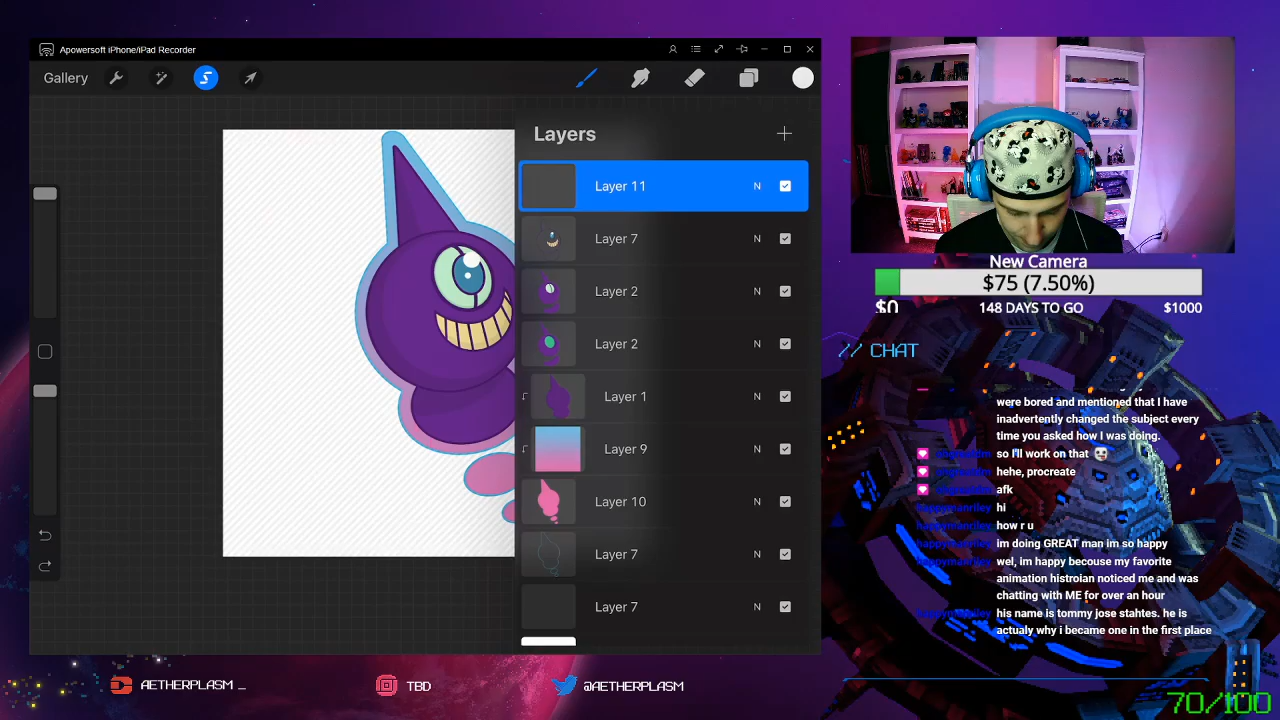 Apowersoft iPhone/iPad Recorder
Gallery
Layers
Layer 11 N
Layer 7 N
Layer 2 N
Layer 2 N
Layer 1 N
Layer 9 N
Layer 10 N
Layer 7 N
Layer 7 N
New Camera
$75 (7.50%)
$0 148 DAYS TO GO $1000
// CHAT
were bored and mentioned that I have
inadvertently changed the subject every
time you asked how I was doing.
so I'll work on that
hehe, procreate
afk
happymanriley hi
happymanriley how r u
happymanriley im doing GREAT man im so happy
happymanriley wel, im happy becouse my favorite
animation histroian noticed me and was
chatting with ME for over an hour
happymanriley his name is tommy jose stahtes. he is
actualy why i became one in the first place
AETHERPLASM _
TBD
@AETHERPLASM
70/100